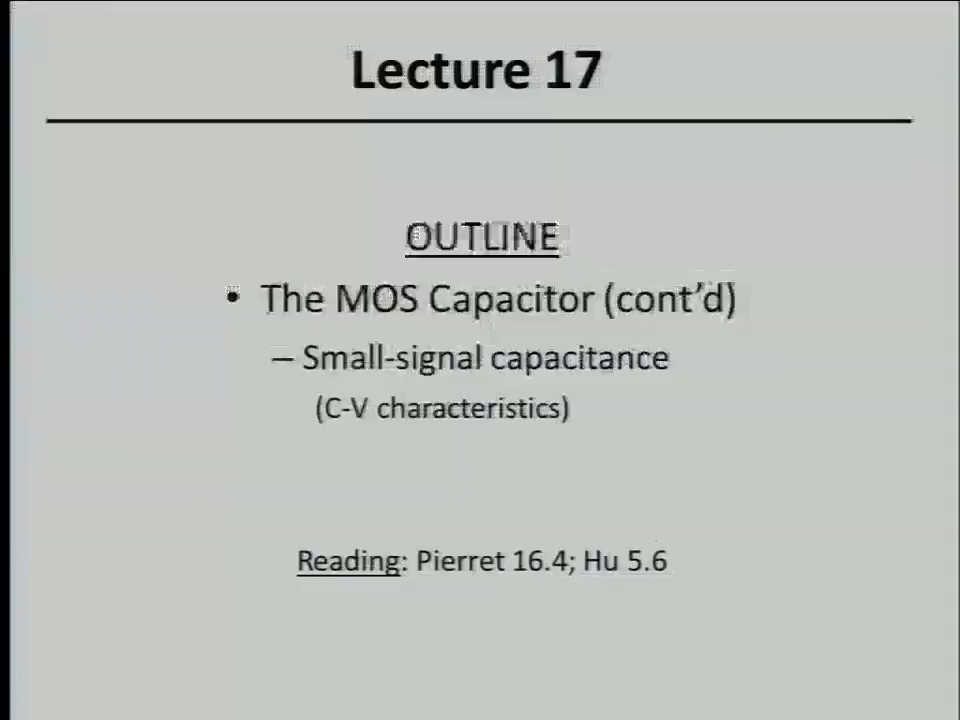 Lecture 17
OUTLINE
• The MOS Capacitor (cont’d)
– Small-signal capacitance
(C-V characteristics)
Reading: Pierret 16.4; Hu 5.6